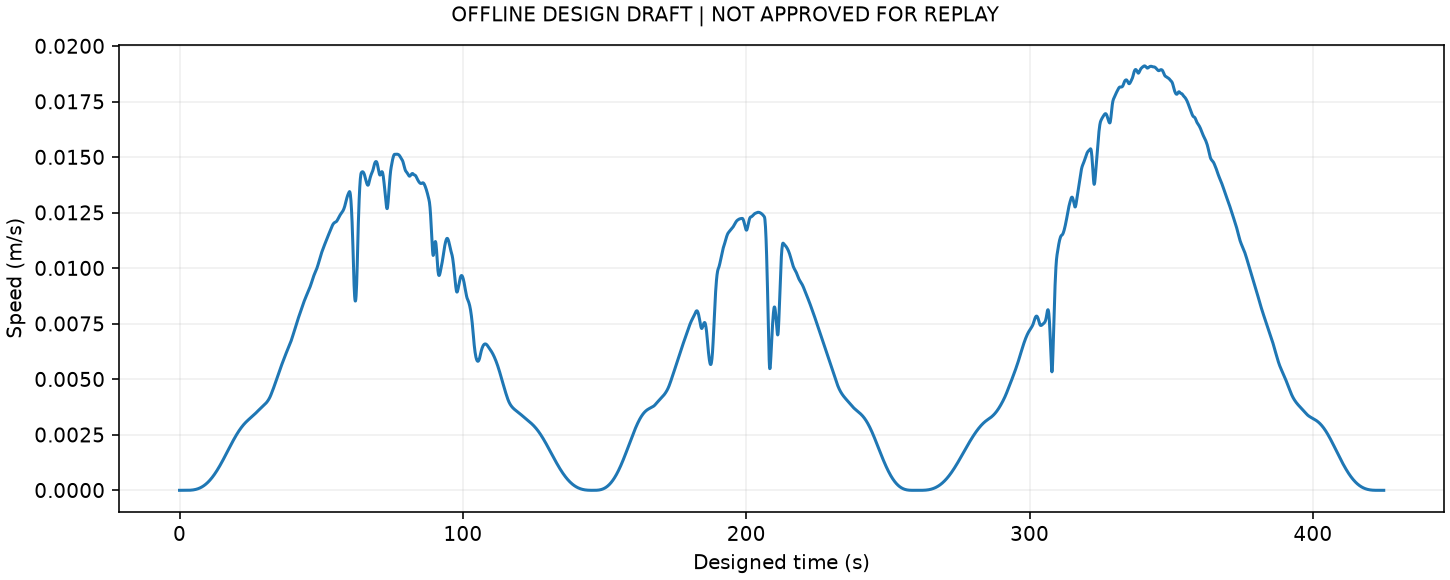 OFFLINE DESIGN DRAFT | NOT APPROVED FOR REPLAY
0.0200
0.0175
0.0150
0.0125
0.0100
0.0075
0.0050
0.0025
0.0000
Speed (m/s)
0 100 200 300 400
Designed time (s)